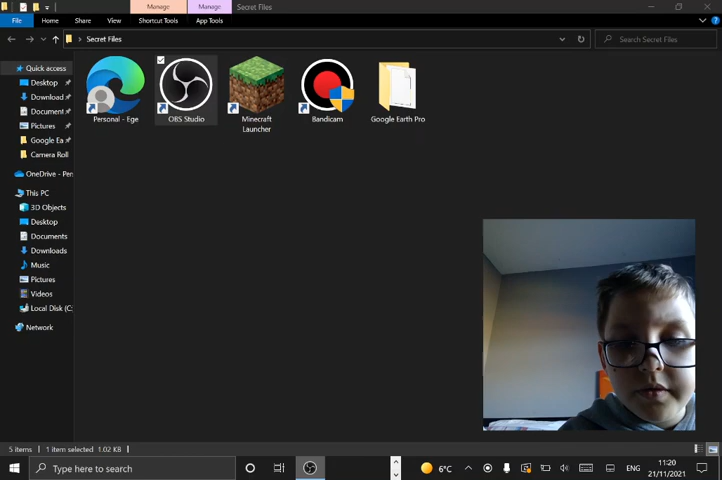 Manage
Manage
Secret Files
File
Home
Share
View
Shortcut Tools
App Tools
> Secret Files
Search Secret Files
Quick access
Desktop
Download
Document
Pictures
Google Ea
Camera Roll
OneDrive - Pers
This PC
3D Objects
Desktop
Documents
Downloads
Music
Pictures
Videos
Local Disk (C:
Network
Personal - Ege
OBS Studio
Minecraft
Launcher
Bandicam
Google Earth Pro
5 items
1 item selected 1.02 KB
Type here to search
6°C
ENG
11:20
21/11/2021